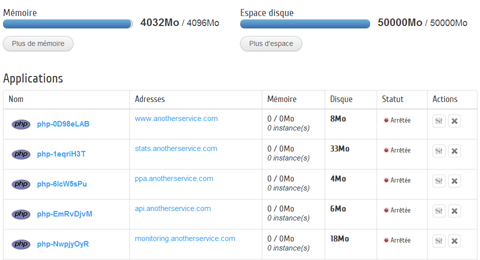 Mémoire
4032Mo / 4096Mo
Plus de mémoire
Espace disque
50000Mo / 50000Mo
Plus d'espace
Applications
Nom Adresses Mémoire Disque Statut Actions
php php-0D98eLAB www.anotherservice.com 0 / 0Mo 8Mo Arrêtée
0 instance(s)
php php-1eqriH3T stats.anotherservice.com 0 / 0Mo 33Mo Arrêtée
0 instance(s)
php php-6lcW5sPu ppa.anotherservice.com 0 / 0Mo 4Mo Arrêtée
0 instance(s)
php php-EmRvDjvM api.anotherservice.com 0 / 0Mo 6Mo Arrêtée
0 instance(s)
php php-NwpjyOyR monitoring.anotherservice.com 0 / 0Mo 18Mo Arrêtée
0 instance(s)